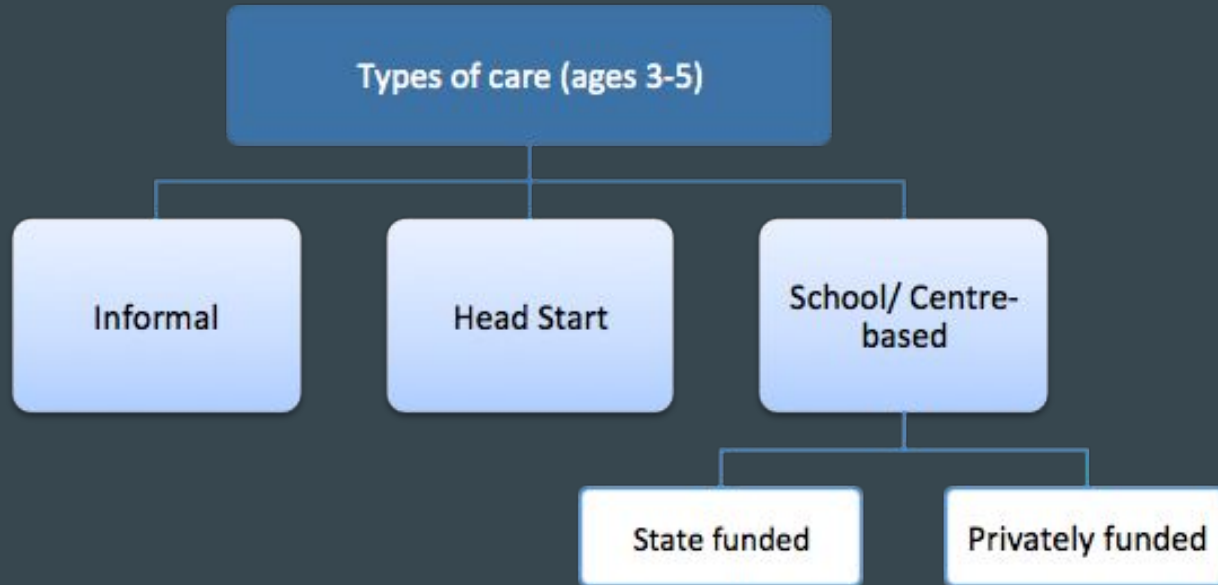 Types of care (ages 3-5)
Informal
Head Start
School/ Centre-
based
State funded
Privately funded